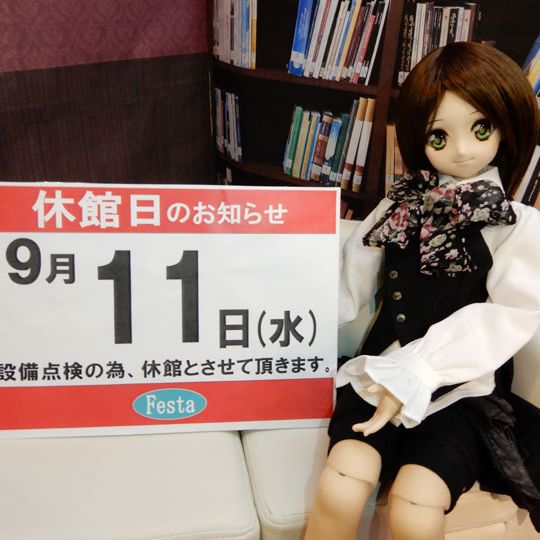 休館日のお知らせ
9月11日(水)
設備点検の為、休館とさせて頂きます。
Festa